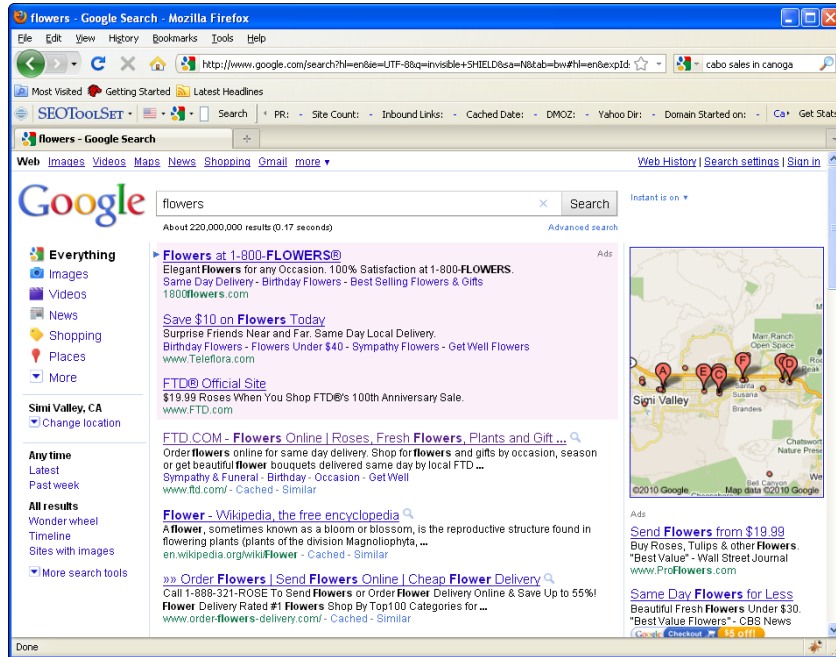 flowers - Google Search - Mozilla Firefox
File Edit View History Bookmarks Tools Help
http://www.google.com/search?hl=en&ie=UTF-8&q=invisible+SHIELD&sa=N&tab=bw#hl=en&expId:
cabo sales in canoga
Most Visited Getting Started Latest Headlines
SEOToolSet Search PR: - Site Count: - Inbound Links: - Cached Date: - DMOZ: - Yahoo Dir: - Domain Started on: - Ca Get Stats
flowers - Google Search
Web Images Videos Maps News Shopping Gmail more ▼
Web History | Search settings | Sign in
Google
flowers
Search
Instant is on ▼
About 220,000,000 results (0.17 seconds)
Advanced search
Everything
Images
Videos
News
Shopping
Places
More
Simi Valley, CA
Change location
Any time
Latest
Past week
All results
Wonder wheel
Timeline
Sites with images
More search tools
Flowers at 1-800-FLOWERS®
Ads
Elegant Flowers for any Occasion. 100% Satisfaction at 1-800-FLOWERS.
Same Day Delivery - Birthday Flowers - Best Selling Flowers & Gifts
1800flowers.com
Save $10 on Flowers Today
Surprise Friends Near and Far. Same Day Local Delivery.
Birthday Flowers - Flowers Under $40 - Sympathy Flowers - Get Well Flowers
www.Teleflora.com
FTD® Official Site
$19.99 Roses When You Shop FTD®'s 100th Anniversary Sale.
www.FTD.com
FTD.COM - Flowers Online | Roses, Fresh Flowers, Plants and Gift ...
Order flowers online for same day delivery. Shop for flowers and gifts by occasion, season
or get beautiful flower bouquets delivered same day by local FTD ...
Sympathy & Funeral - Birthday - Occasion - Get Well
www.ftd.com/ - Cached - Similar
Flower - Wikipedia, the free encyclopedia
A flower, sometimes known as a bloom or blossom, is the reproductive structure found in
flowering plants (plants of the division Magnoliophyta, ...
en.wikipedia.org/wiki/Flower - Cached - Similar
»» Order Flowers | Send Flowers Online | Cheap Flower Delivery
Call 1-888-321-ROSE To Send Flowers or Order Flower Delivery Online & Save Up to 55%!
Flower Delivery Rated #1 Flowers Shop By Top100 Categories for ...
www.order-flowers-delivery.com/ - Cached - Similar
Marr Ranch
Open Space
A
E
C
F
D
Rocky
Peak
Simi Valley
Santa
Susana
Brandeis
Chatsworth
Nature Prese
Bell Canyon
©2010 Google
Map data ©2010 Google
Ads
Send Flowers from $19.99
Buy Roses, Tulips & other Flowers.
"Best Value" - Wall Street Journal
www.ProFlowers.com
Same Day Flowers for Less
Beautiful Fresh Flowers Under $30.
"Best Value Flowers" - CBS News
Google Checkout $5 off!
Done